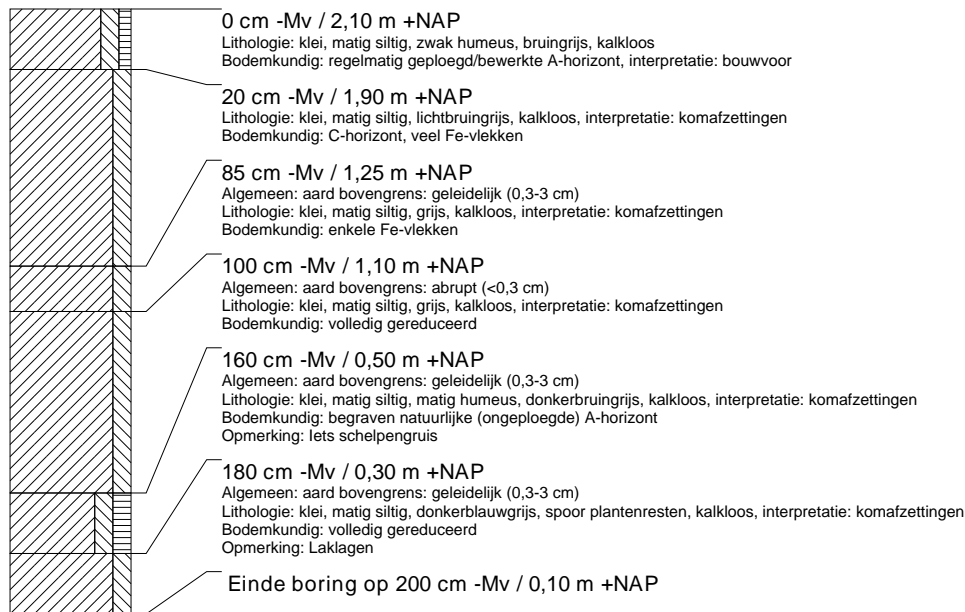 0 cm -Mv / 2,10 m +NAP
Lithologie: klei, matig siltig, zwak humeus, bruingrijs, kalkloos
Bodemkundig: regelmatig geploegd/bewerkte A-horizont, interpretatie: bouwvoor
20 cm -Mv / 1,90 m +NAP
Lithologie: klei, matig siltig, lichtbruingrijs, kalkloos, interpretatie: komafzettingen
Bodemkundig: C-horizont, veel Fe-vlekken
85 cm -Mv / 1,25 m +NAP
Algemeen: aard bovengrens: geleidelijk (0,3-3 cm)
Lithologie: klei, matig siltig, grijs, kalkloos, interpretatie: komafzettingen
Bodemkundig: enkele Fe-vlekken
100 cm -Mv / 1,10 m +NAP
Algemeen: aard bovengrens: abrupt (<0,3 cm)
Lithologie: klei, matig siltig, grijs, kalkloos, interpretatie: komafzettingen
Bodemkundig: volledig gereduceerd
160 cm -Mv / 0,50 m +NAP
Algemeen: aard bovengrens: geleidelijk (0,3-3 cm)
Lithologie: klei, matig siltig, matig humeus, donkerbruingrijs, kalkloos, interpretatie: komafzettingen
Bodemkundig: begraven natuurlijke (ongeploegde) A-horizont
Opmerking: Iets schelpengruis
180 cm -Mv / 0,30 m +NAP
Algemeen: aard bovengrens: geleidelijk (0,3-3 cm)
Lithologie: klei, matig siltig, donkerblauwgrijs, spoor plantenresten, kalkloos, interpretatie: komafzettingen
Bodemkundig: volledig gereduceerd
Opmerking: Laklagen
Einde boring op 200 cm -Mv / 0,10 m +NAP